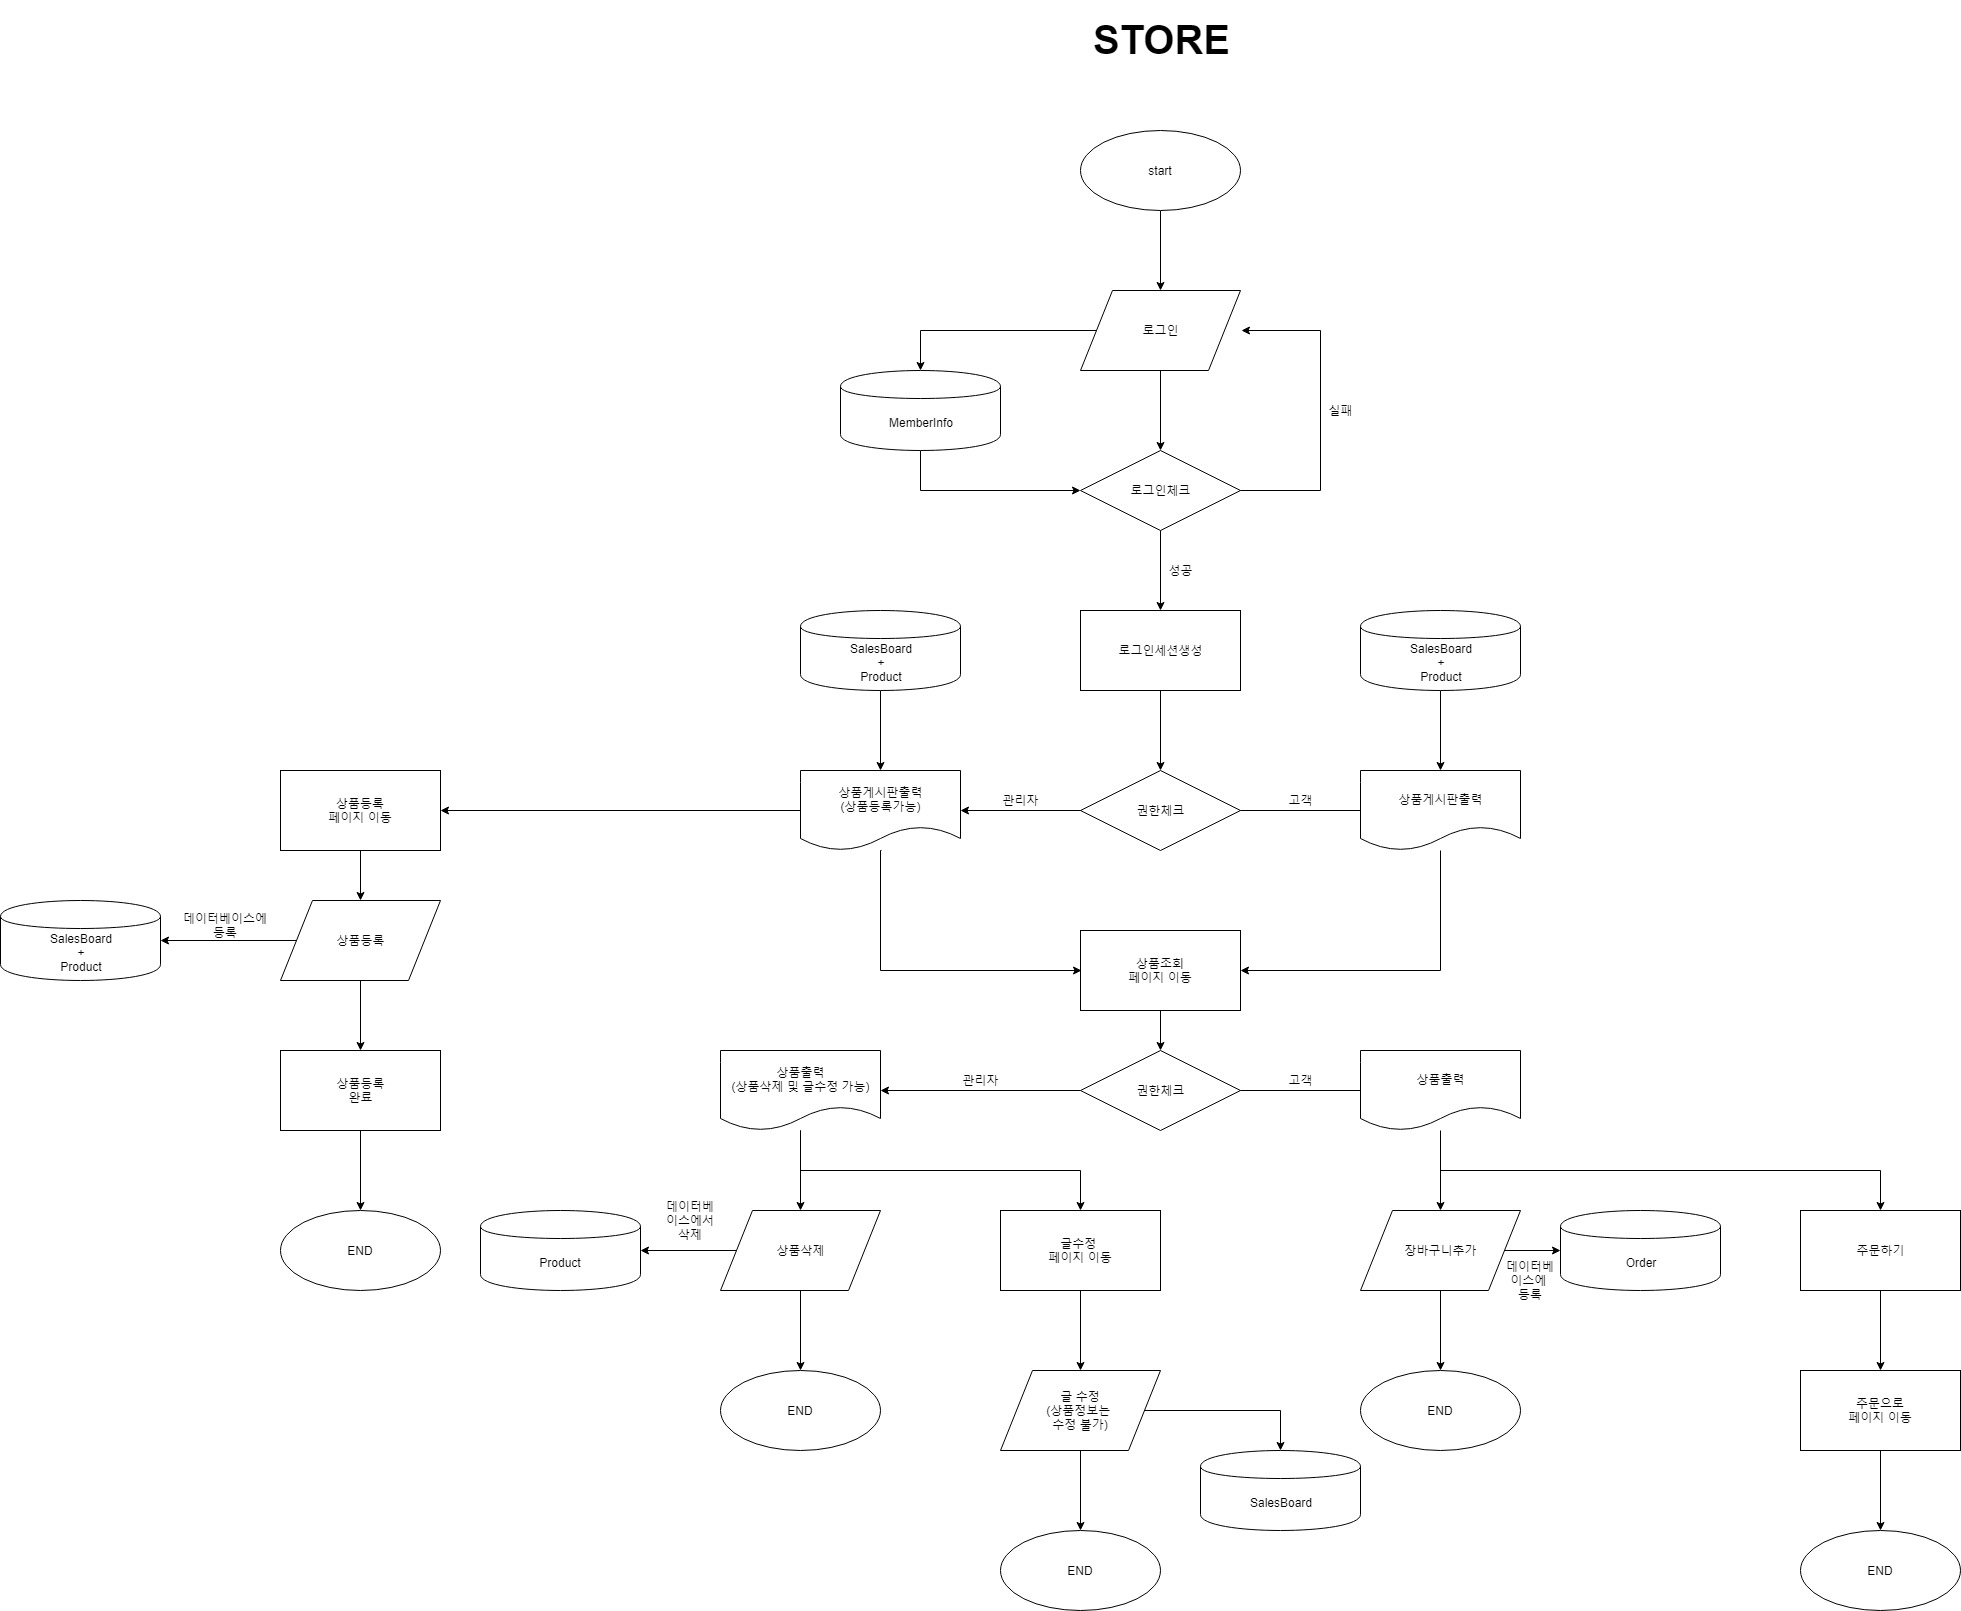 STORE
start
로그인
MemberInfo
실패
로그인체크
성공
SalesBoard
+
Product
로그인세션생성
SalesBoard
+
Product
상품등록
페이지 이동
상품게시판출력
(상품등록가능)
관리자
권한체크
고객
상품게시판출력
SalesBoard
+
Product
데이터베이스에
등록
상품등록
상품조회
페이지 이동
상품등록
완료
상품출력
(상품삭제 및 글수정 가능)
관리자
권한체크
고객
상품출력
END
Product
데이터베
이스에서
삭제
상품삭제
글수정
페이지 이동
장바구니추가
데이터베
이스에
등록
Order
주문하기
END
글 수정
(상품정보는
수정 불가)
SalesBoard
END
주문으로
페이지 이동
END
END